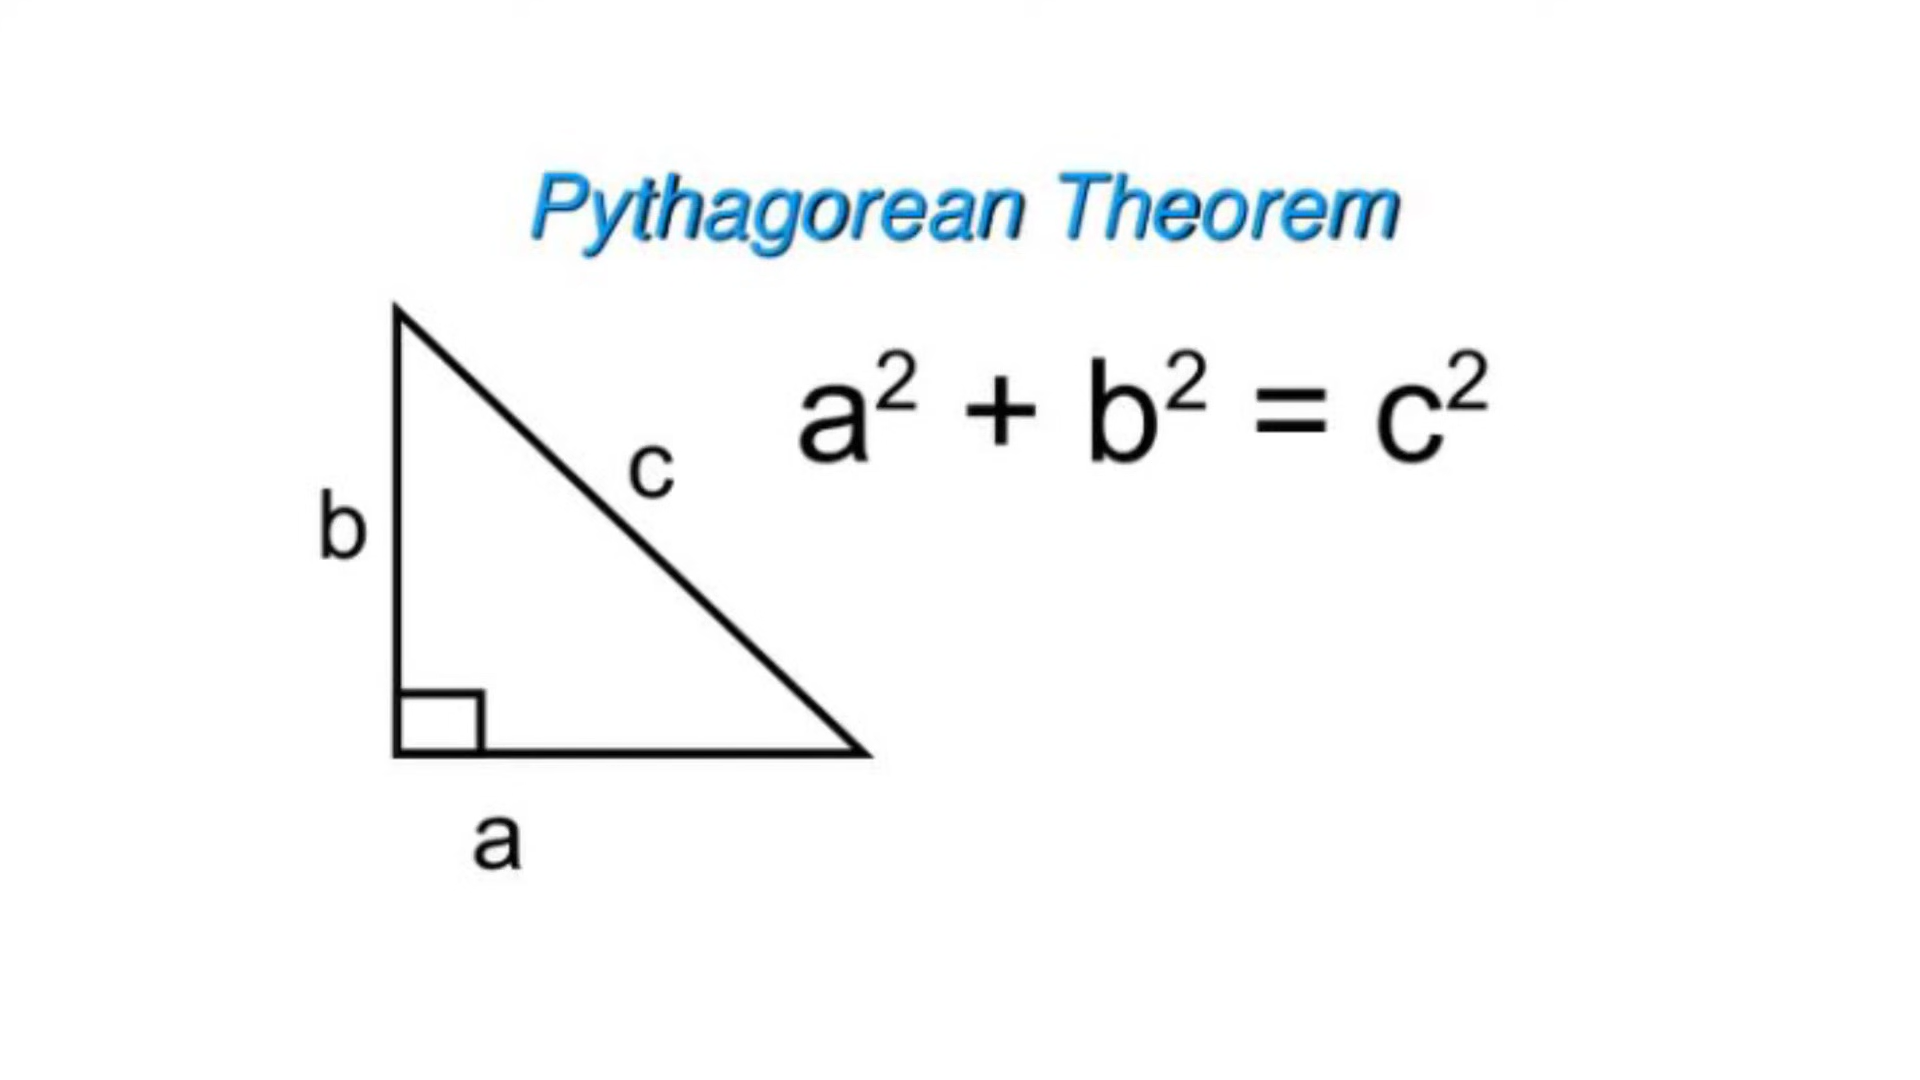 Pythagorean Theorem
a² + b² = c²
c
b
a